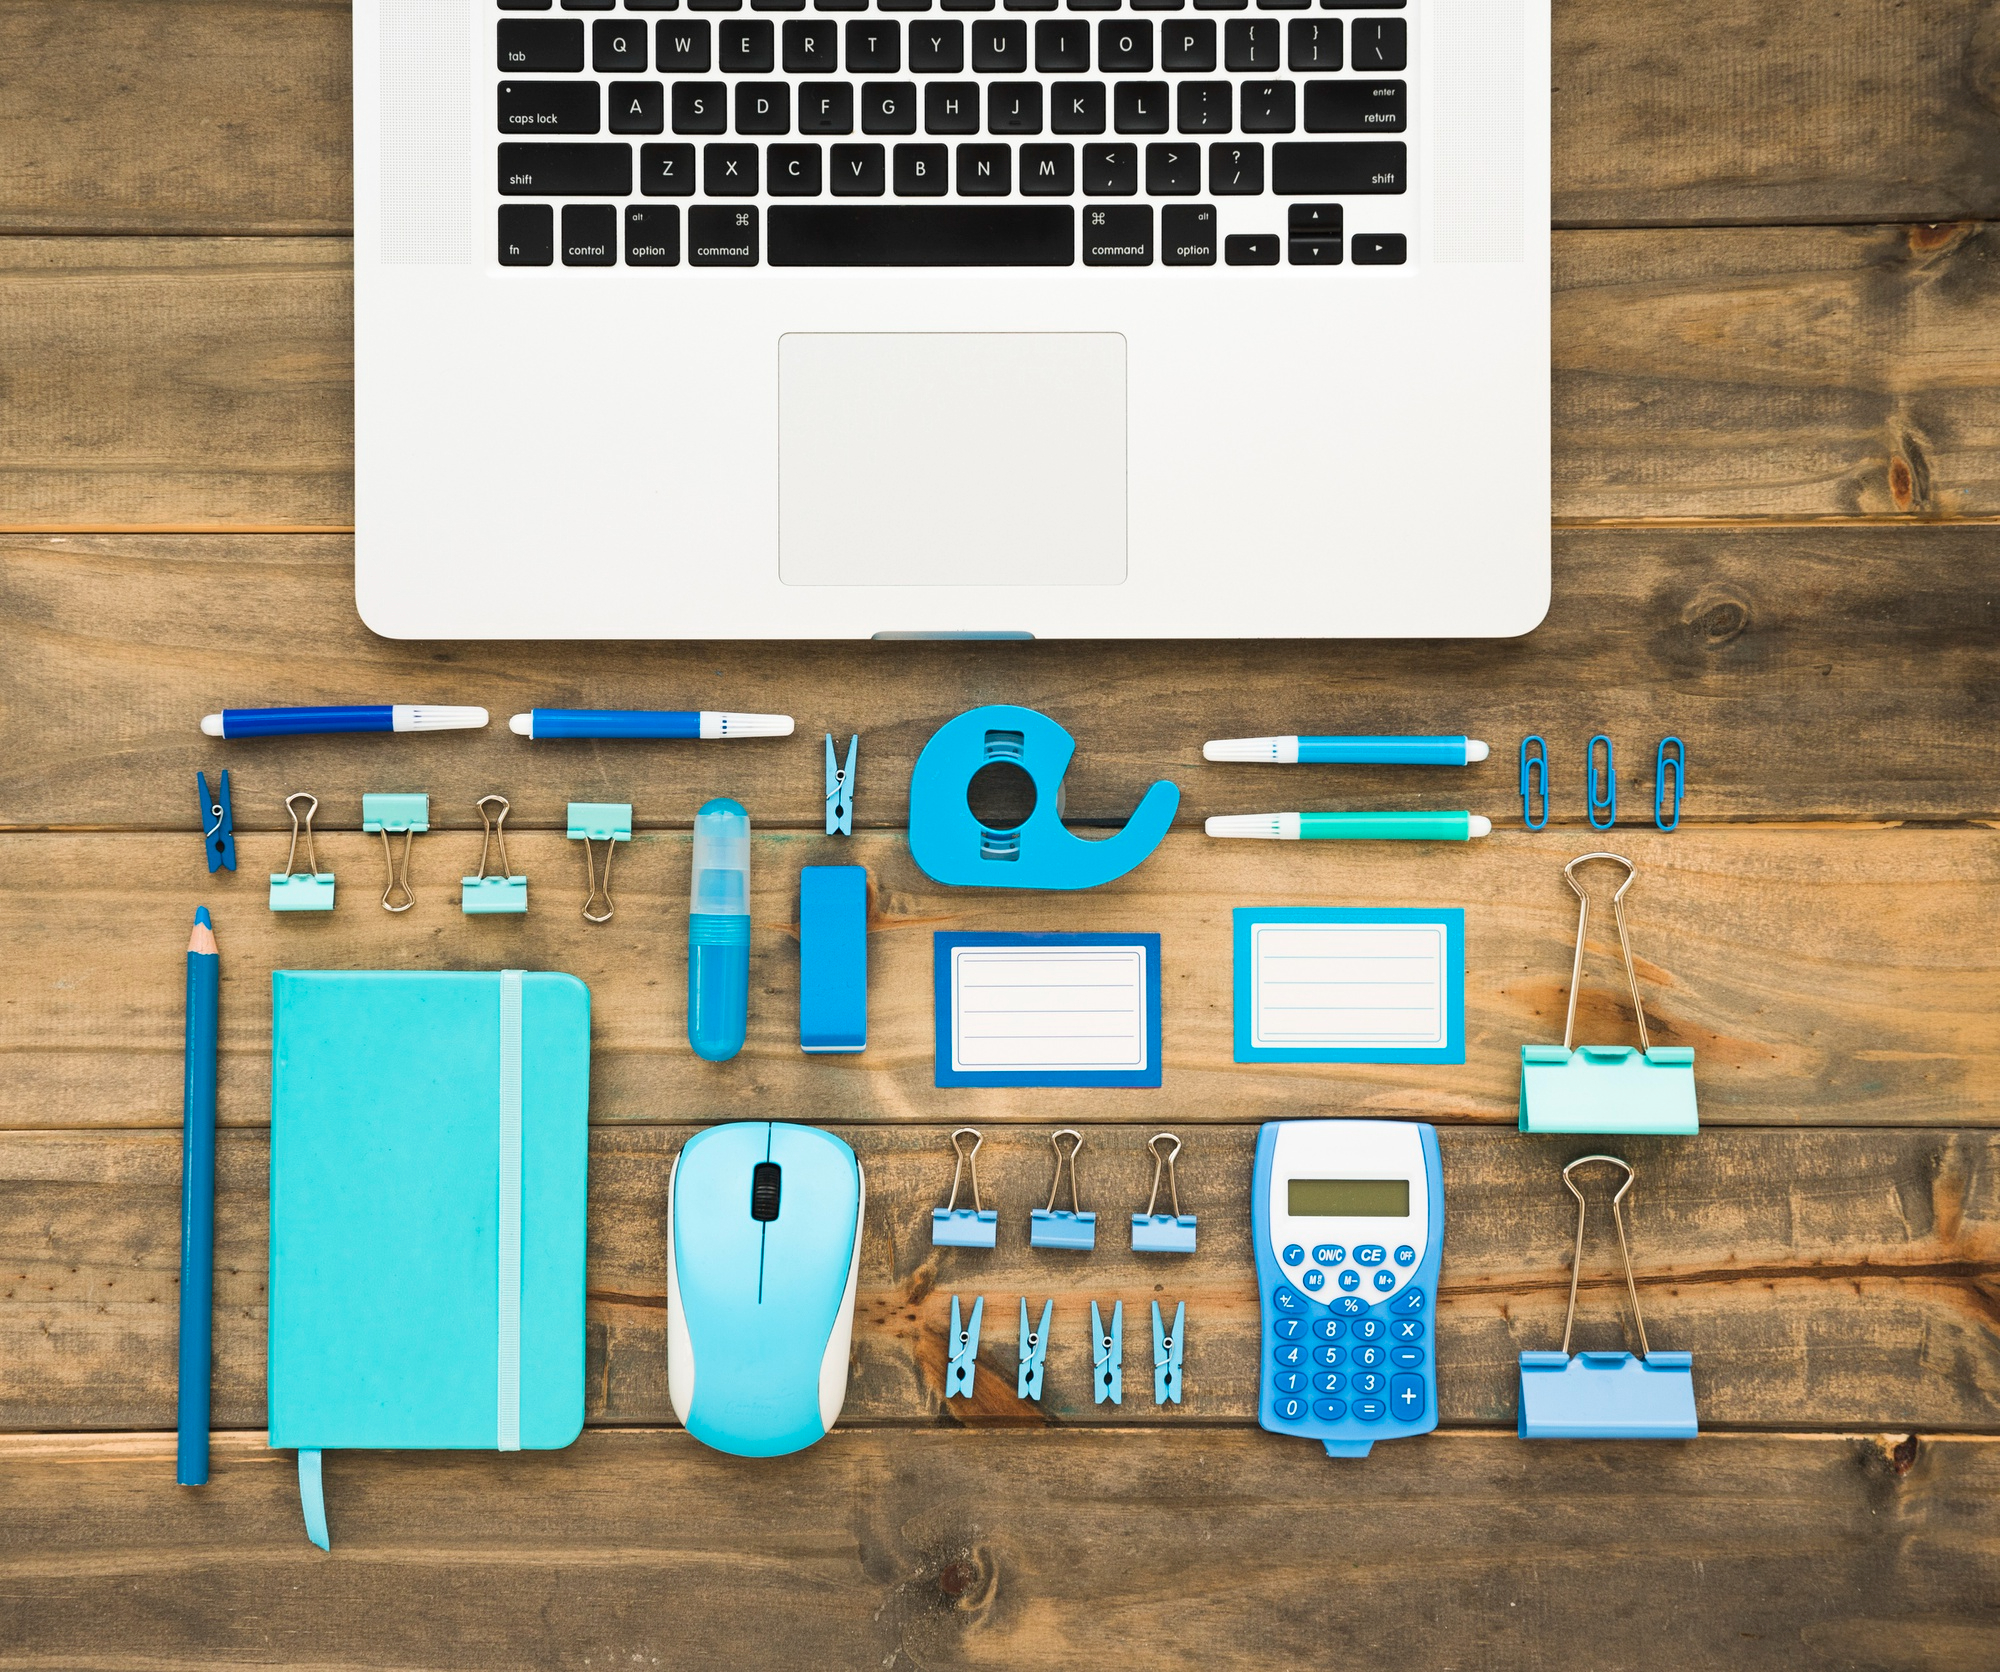 tab Q W E R T Y U I O P { [ } ] | \
caps lock A S D F G H J K L : ; " ' enter return
shift Z X C V B N M < , > . ? / shift
fn control alt option ⌘ command ⌘ command alt option ◄ ▲ ▼ ►
√ ON/C CE OFF
M- M+
+/- % ⁒
7 8 9 X
4 5 6 −
1 2 3 +
0 . =